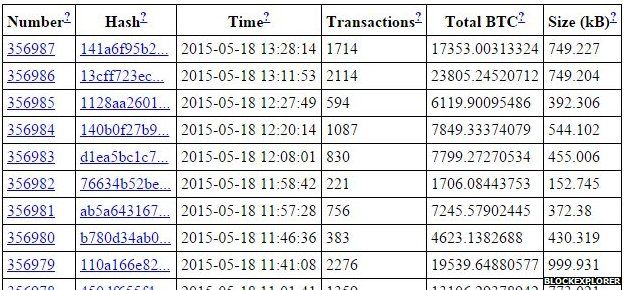 Number? Hash? Time? Transactions? Total BTC? Size (kB)?
356987 141a6f95b2... 2015-05-18 13:28:14 1714 17353.00313324 749.227
356986 13cff723ec... 2015-05-18 13:11:53 2114 23805.24520712 749.204
356985 1128aa2601... 2015-05-18 12:27:49 594 6119.90095486 392.306
356984 140b0f27b9... 2015-05-18 12:20:14 1087 7849.33374079 544.102
356983 d1ea5bc1c7... 2015-05-18 12:08:01 830 7799.27270534 455.006
356982 76634b52be... 2015-05-18 11:58:42 221 1706.08443753 152.745
356981 ab5a643167... 2015-05-18 11:57:28 756 7245.57902445 372.38
356980 b780d34ab0... 2015-05-18 11:46:36 383 4623.1382688 430.319
356979 110a166e82... 2015-05-18 11:41:08 2276 19539.64880577 999.931
BLOCKEXPLORER